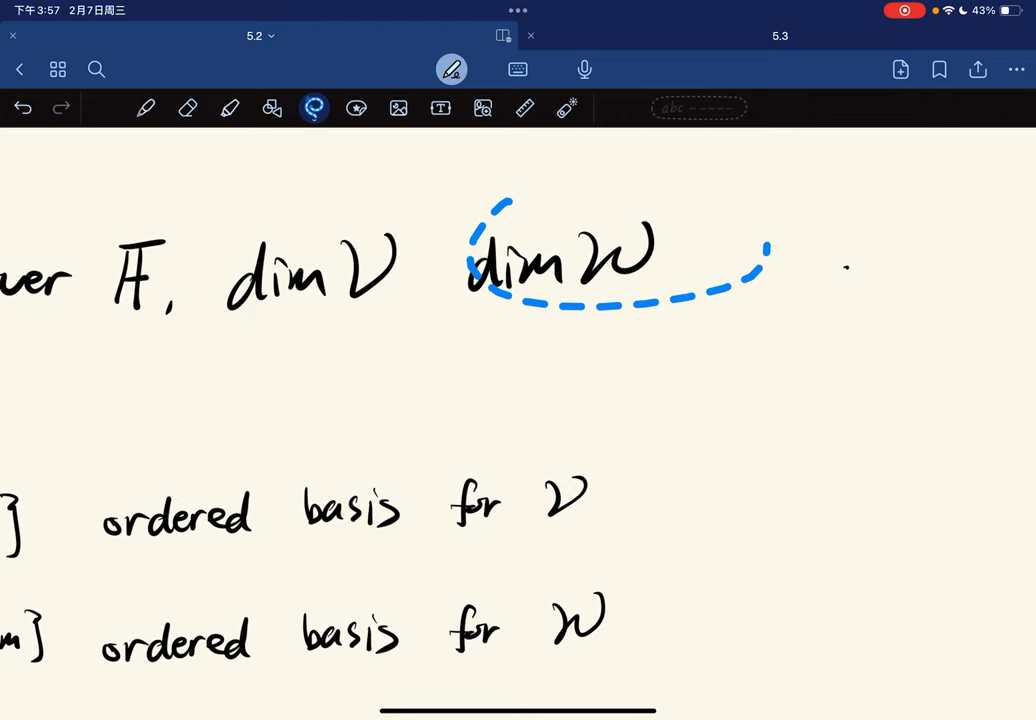 下午3:57 2月7日周三 43%
5.2 5.3
abc
ver F, dim V dim W .
} ordered basis for V
m} ordered basis for W